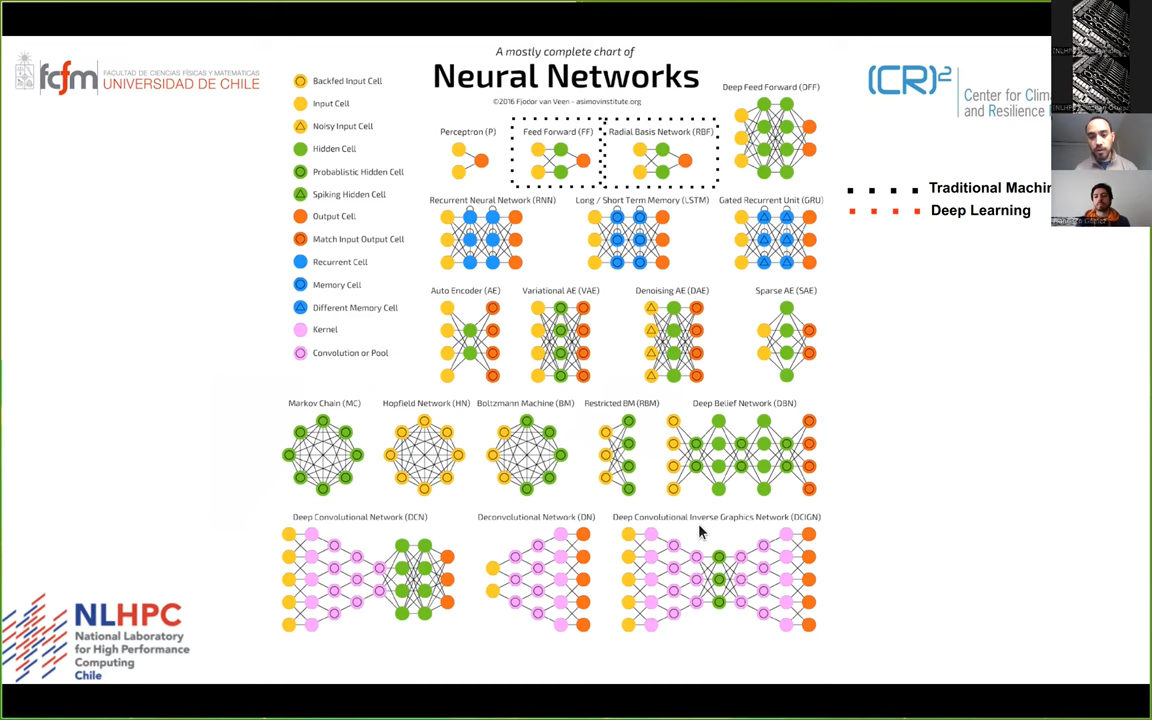 fcfm
FACULTAD DE CIENCIAS FÍSICAS Y MATEMÁTICAS
UNIVERSIDAD DE CHILE
A mostly complete chart of
Neural Networks
©2016 Fjodor van Veen - asimovinstitute.org
(CR)2
Center for Clim
and Resilience
Backfed Input Cell
Input Cell
Noisy Input Cell
Hidden Cell
Probablistic Hidden Cell
Spiking Hidden Cell
Output Cell
Match Input Output Cell
Recurrent Cell
Memory Cell
Different Memory Cell
Kernel
Convolution or Pool
Perceptron (P)
Feed Forward (FF)
Radial Basis Network (RBF)
Deep Feed Forward (DFF)
Traditional Machin
Deep Learning
Recurrent Neural Network (RNN)
Long / Short Term Memory (LSTM)
Gated Recurrent Unit (GRU)
Auto Encoder (AE)
Variational AE (VAE)
Denoising AE (DAE)
Sparse AE (SAE)
Markov Chain (MC)
Hopfield Network (HN)
Boltzmann Machine (BM)
Restricted BM (RBM)
Deep Belief Network (DBN)
Deep Convolutional Network (DCN)
Deconvolutional Network (DN)
Deep Convolutional Inverse Graphics Network (DCIGN)
NLHPC
National Laboratory
for High Performance
Computing
Chile